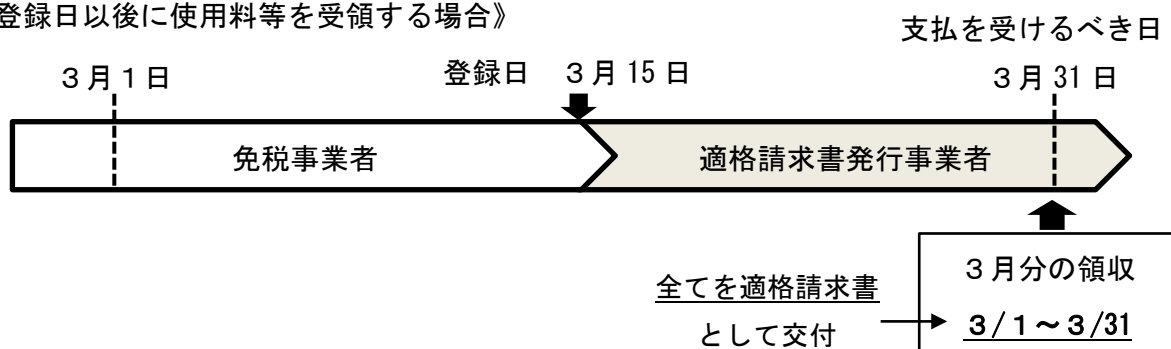 登録日以後に使用料等を受領する場合》
支払を受けるべき日
３月１日
登録日　３月 15 日
３月 31 日
免税事業者
適格請求書発行事業者
３月分の領収
全てを適格請求書
３/１～３/31
として交付